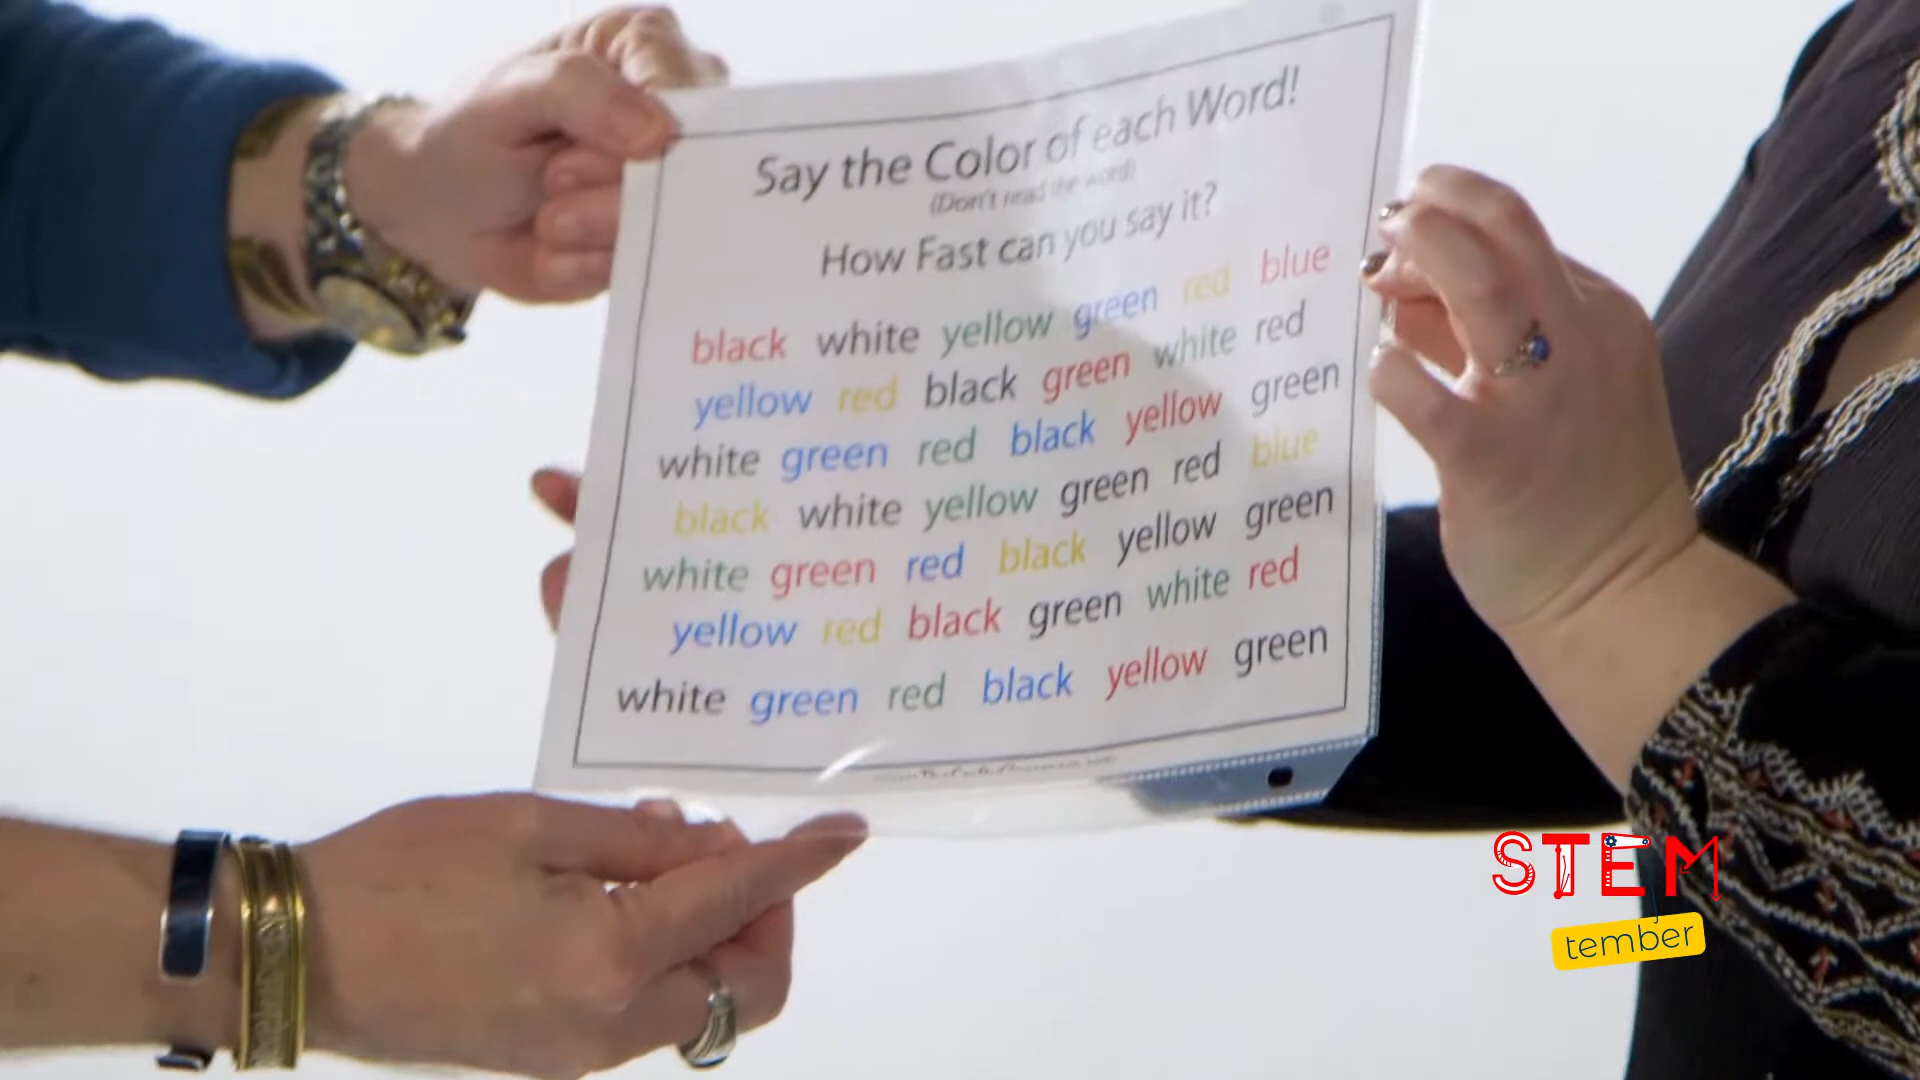 Say the Color of each Word!
(Don't read the word)
How Fast can you say it?
black white yellow green red blue
yellow red black green white red
white green red black yellow green
black white yellow green red blue
white green red black yellow green
yellow red black green white red
white green red black yellow green
STEM
tember